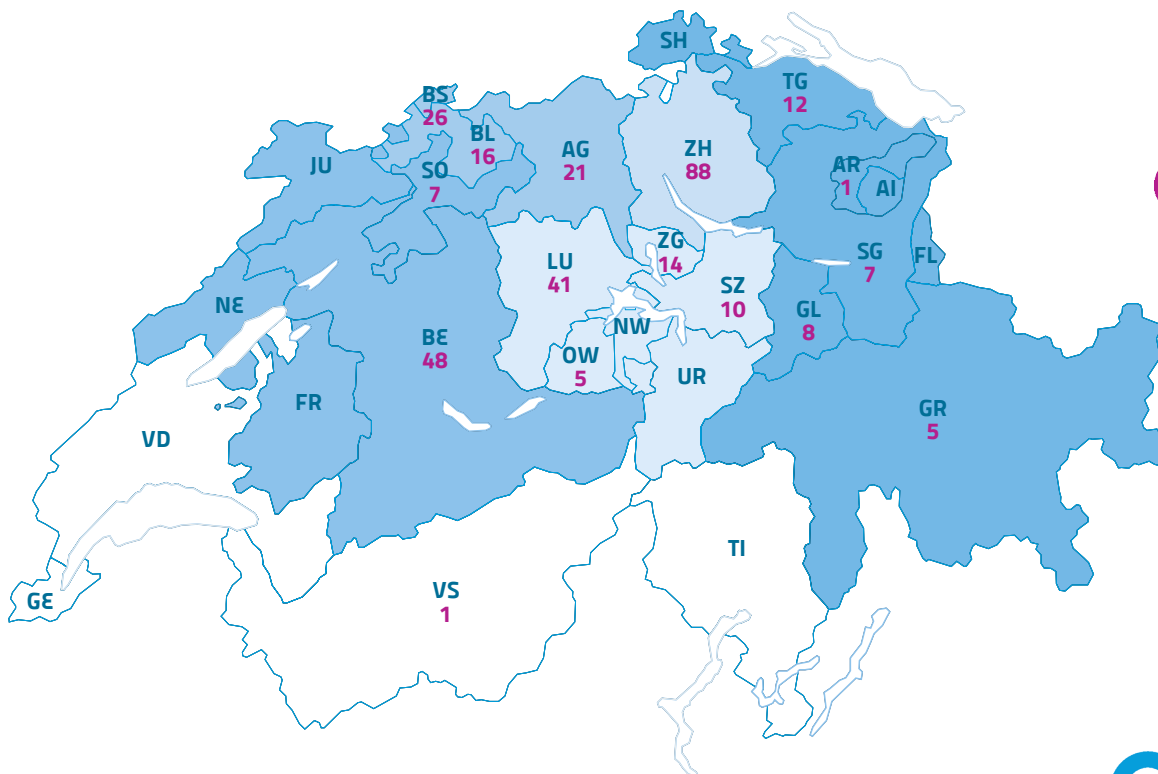 SH
TG
12
BS
26
BL
16
AG
21
ZH
88
JU
SO
7
AR
1
AI
ZG
14
LU
41
SZ
10
SG
7
FL
NE
GL
8
NW
BE
48
OW
5
UR
FR
GR
5
VD
TI
VS
1
GE